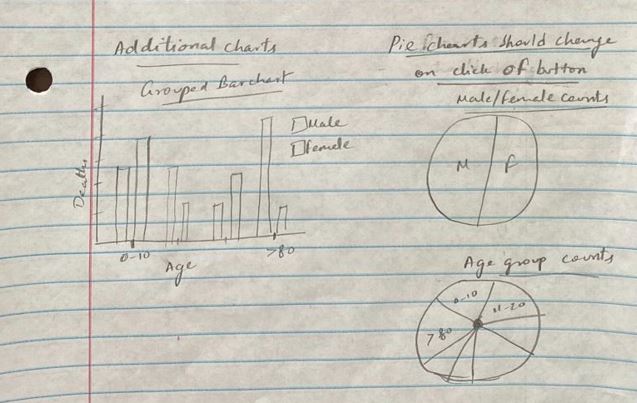 Additional charts
Grouped Barchart
Male
Female
Deaths
0-10
>80
Age
Pie charts should change
on click of button
Male/Female counts
M
F
Age group counts
0-10
11-20
>80